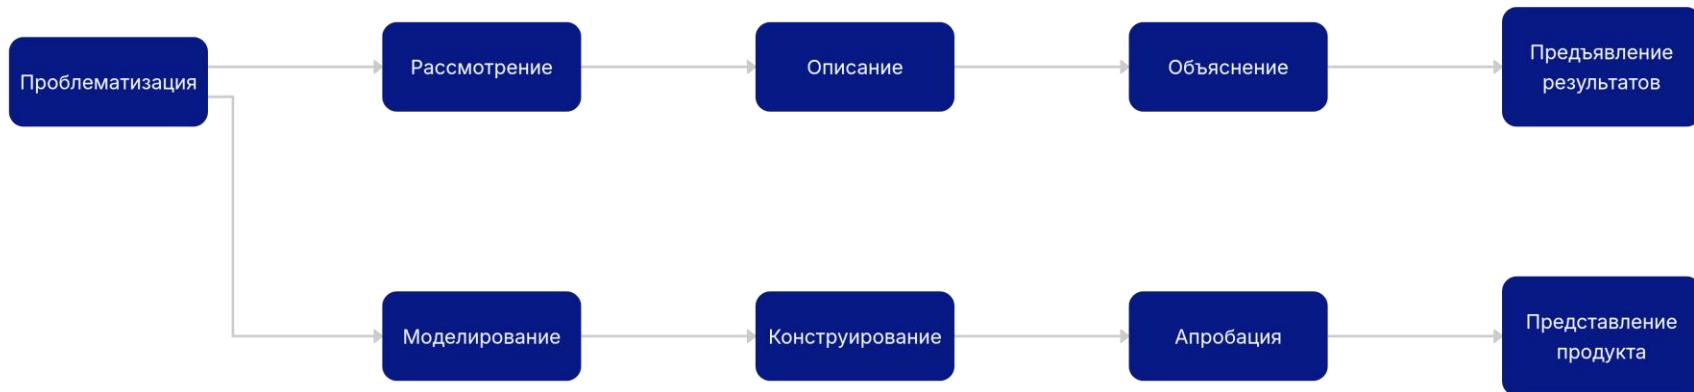 Проблематизация
Рассмотрение
Описание
Объяснение
Предъявление
результатов
Моделирование
Конструирование
Апробация
Представление
продукта